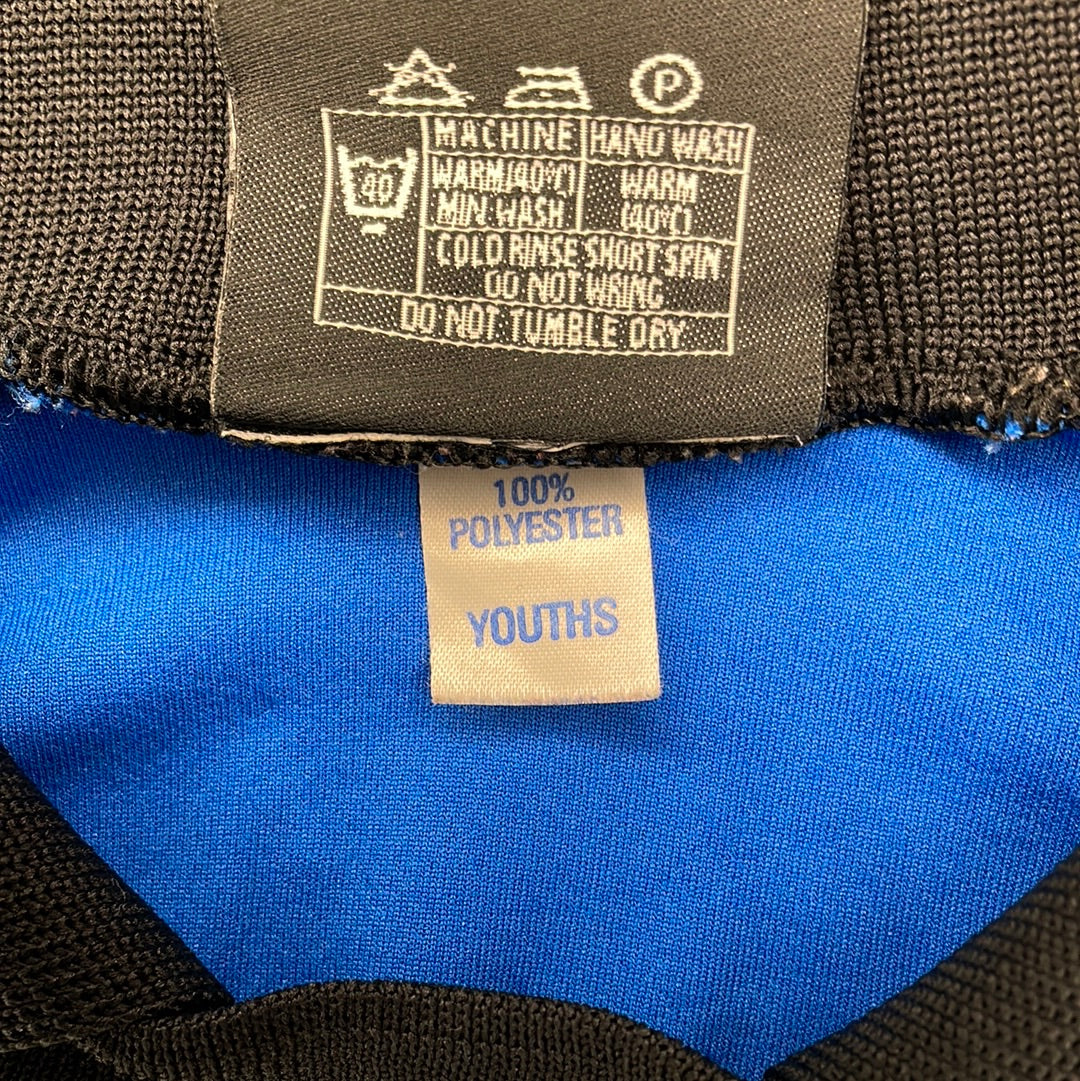 P
MACHINE HAND WASH
40 WARM (40°C) WARM
MIN. WASH (40°C)
COLD RINSE SHORT SPIN
DO NOT WRING
DO NOT TUMBLE DRY
100%
POLYESTER
YOUTHS